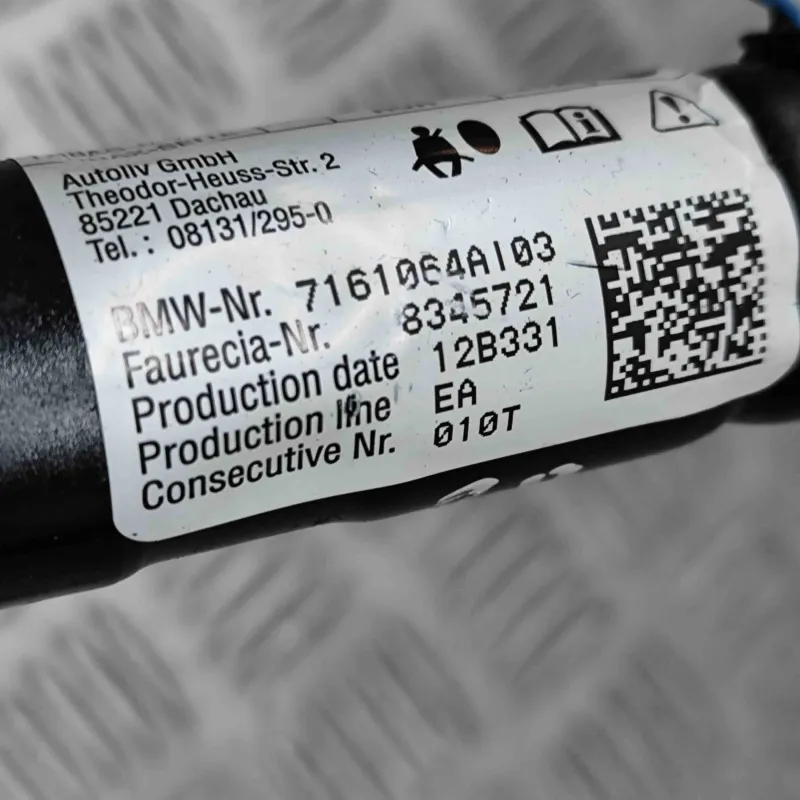 Autoliv GmbH
Theodor-Heuss-Str. 2
85221 Dachau
Tel.: 08131/295-0
BMW-Nr. 7161064AI03
Faurecia-Nr. 8345721
Production date 12B331
Production line EA
Consecutive Nr. 010T